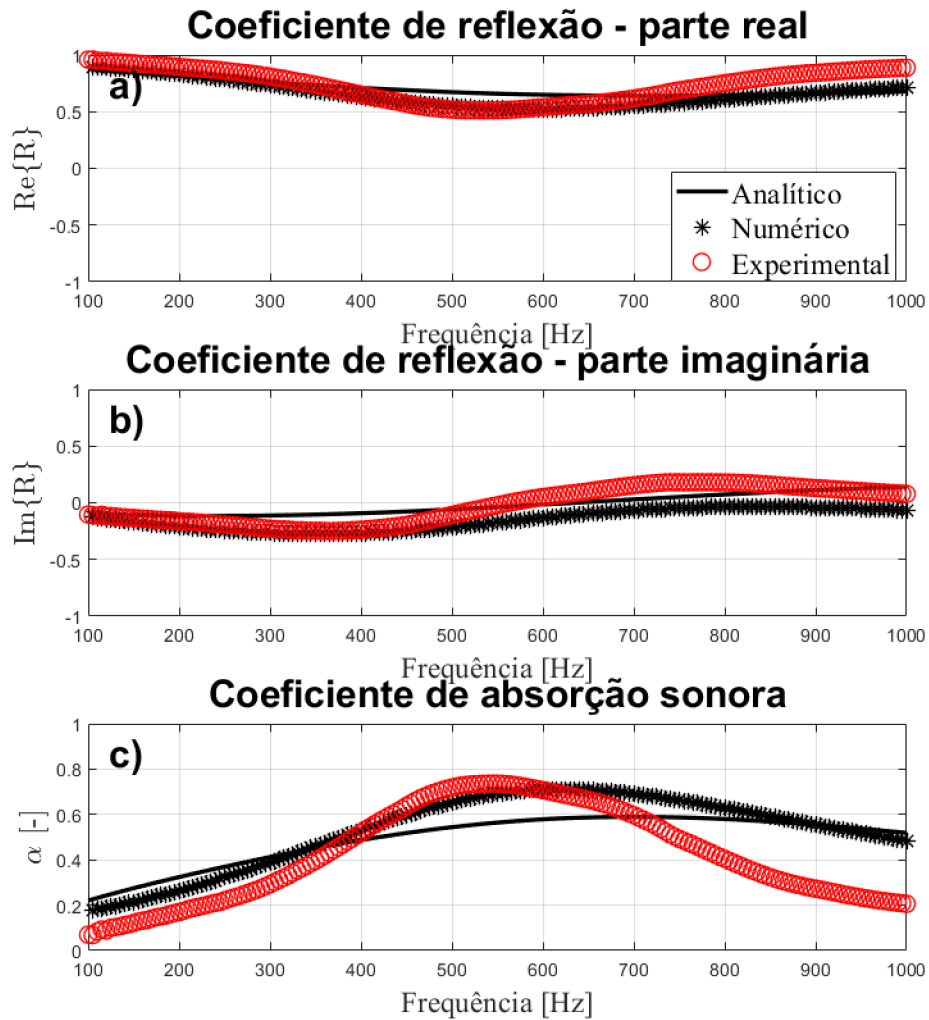 Coeficiente de reflexão - parte real
a)
Re{R}
1
0.5
0
-0.5
-1
Analítico
Numérico
Experimental
100 200 300 400 500 600 700 800 900 1000
Frequência [Hz]
Coeficiente de reflexão - parte imaginária
b)
Im{R}
1
0.5
0
-0.5
-1
100 200 300 400 500 600 700 800 900 1000
Frequência [Hz]
Coeficiente de absorção sonora
c)
α [-]
1
0.8
0.6
0.4
0.2
0
100 200 300 400 500 600 700 800 900 1000
Frequência [Hz]